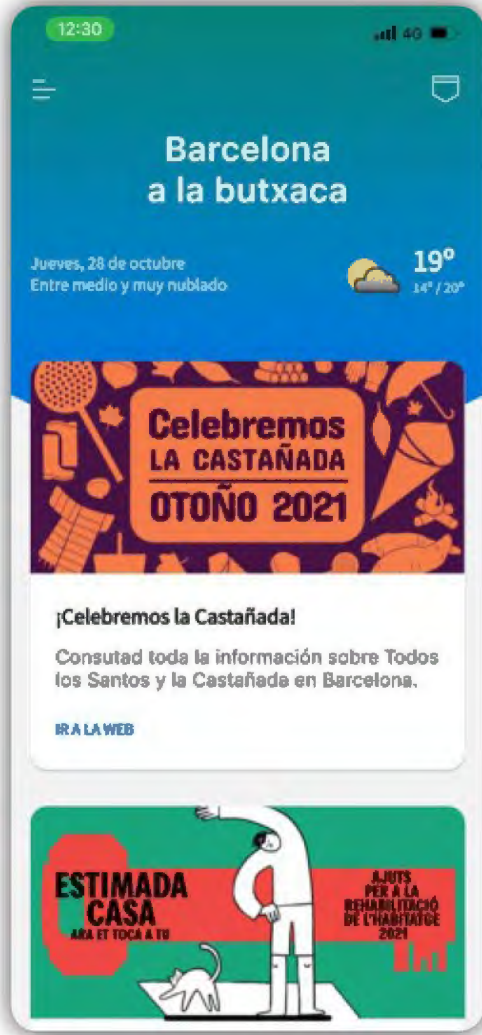 12:30
4G
Barcelona
a la butxaca
Jueves, 28 de octubre
Entre medio y muy nublado
19º
14º / 20º
Celebremos
LA CASTAÑADA
OTOÑO 2021
¡Celebremos la Castañada!
Consutad toda la información sobre Todos
los Santos y la Castañada en Barcelona.
IR A LA WEB
ESTIMADA
CASA
ARA ET TOCA A TU
AJUTS
PER A LA
REHABILITACIÓ
DE L'HABITATGE
2021